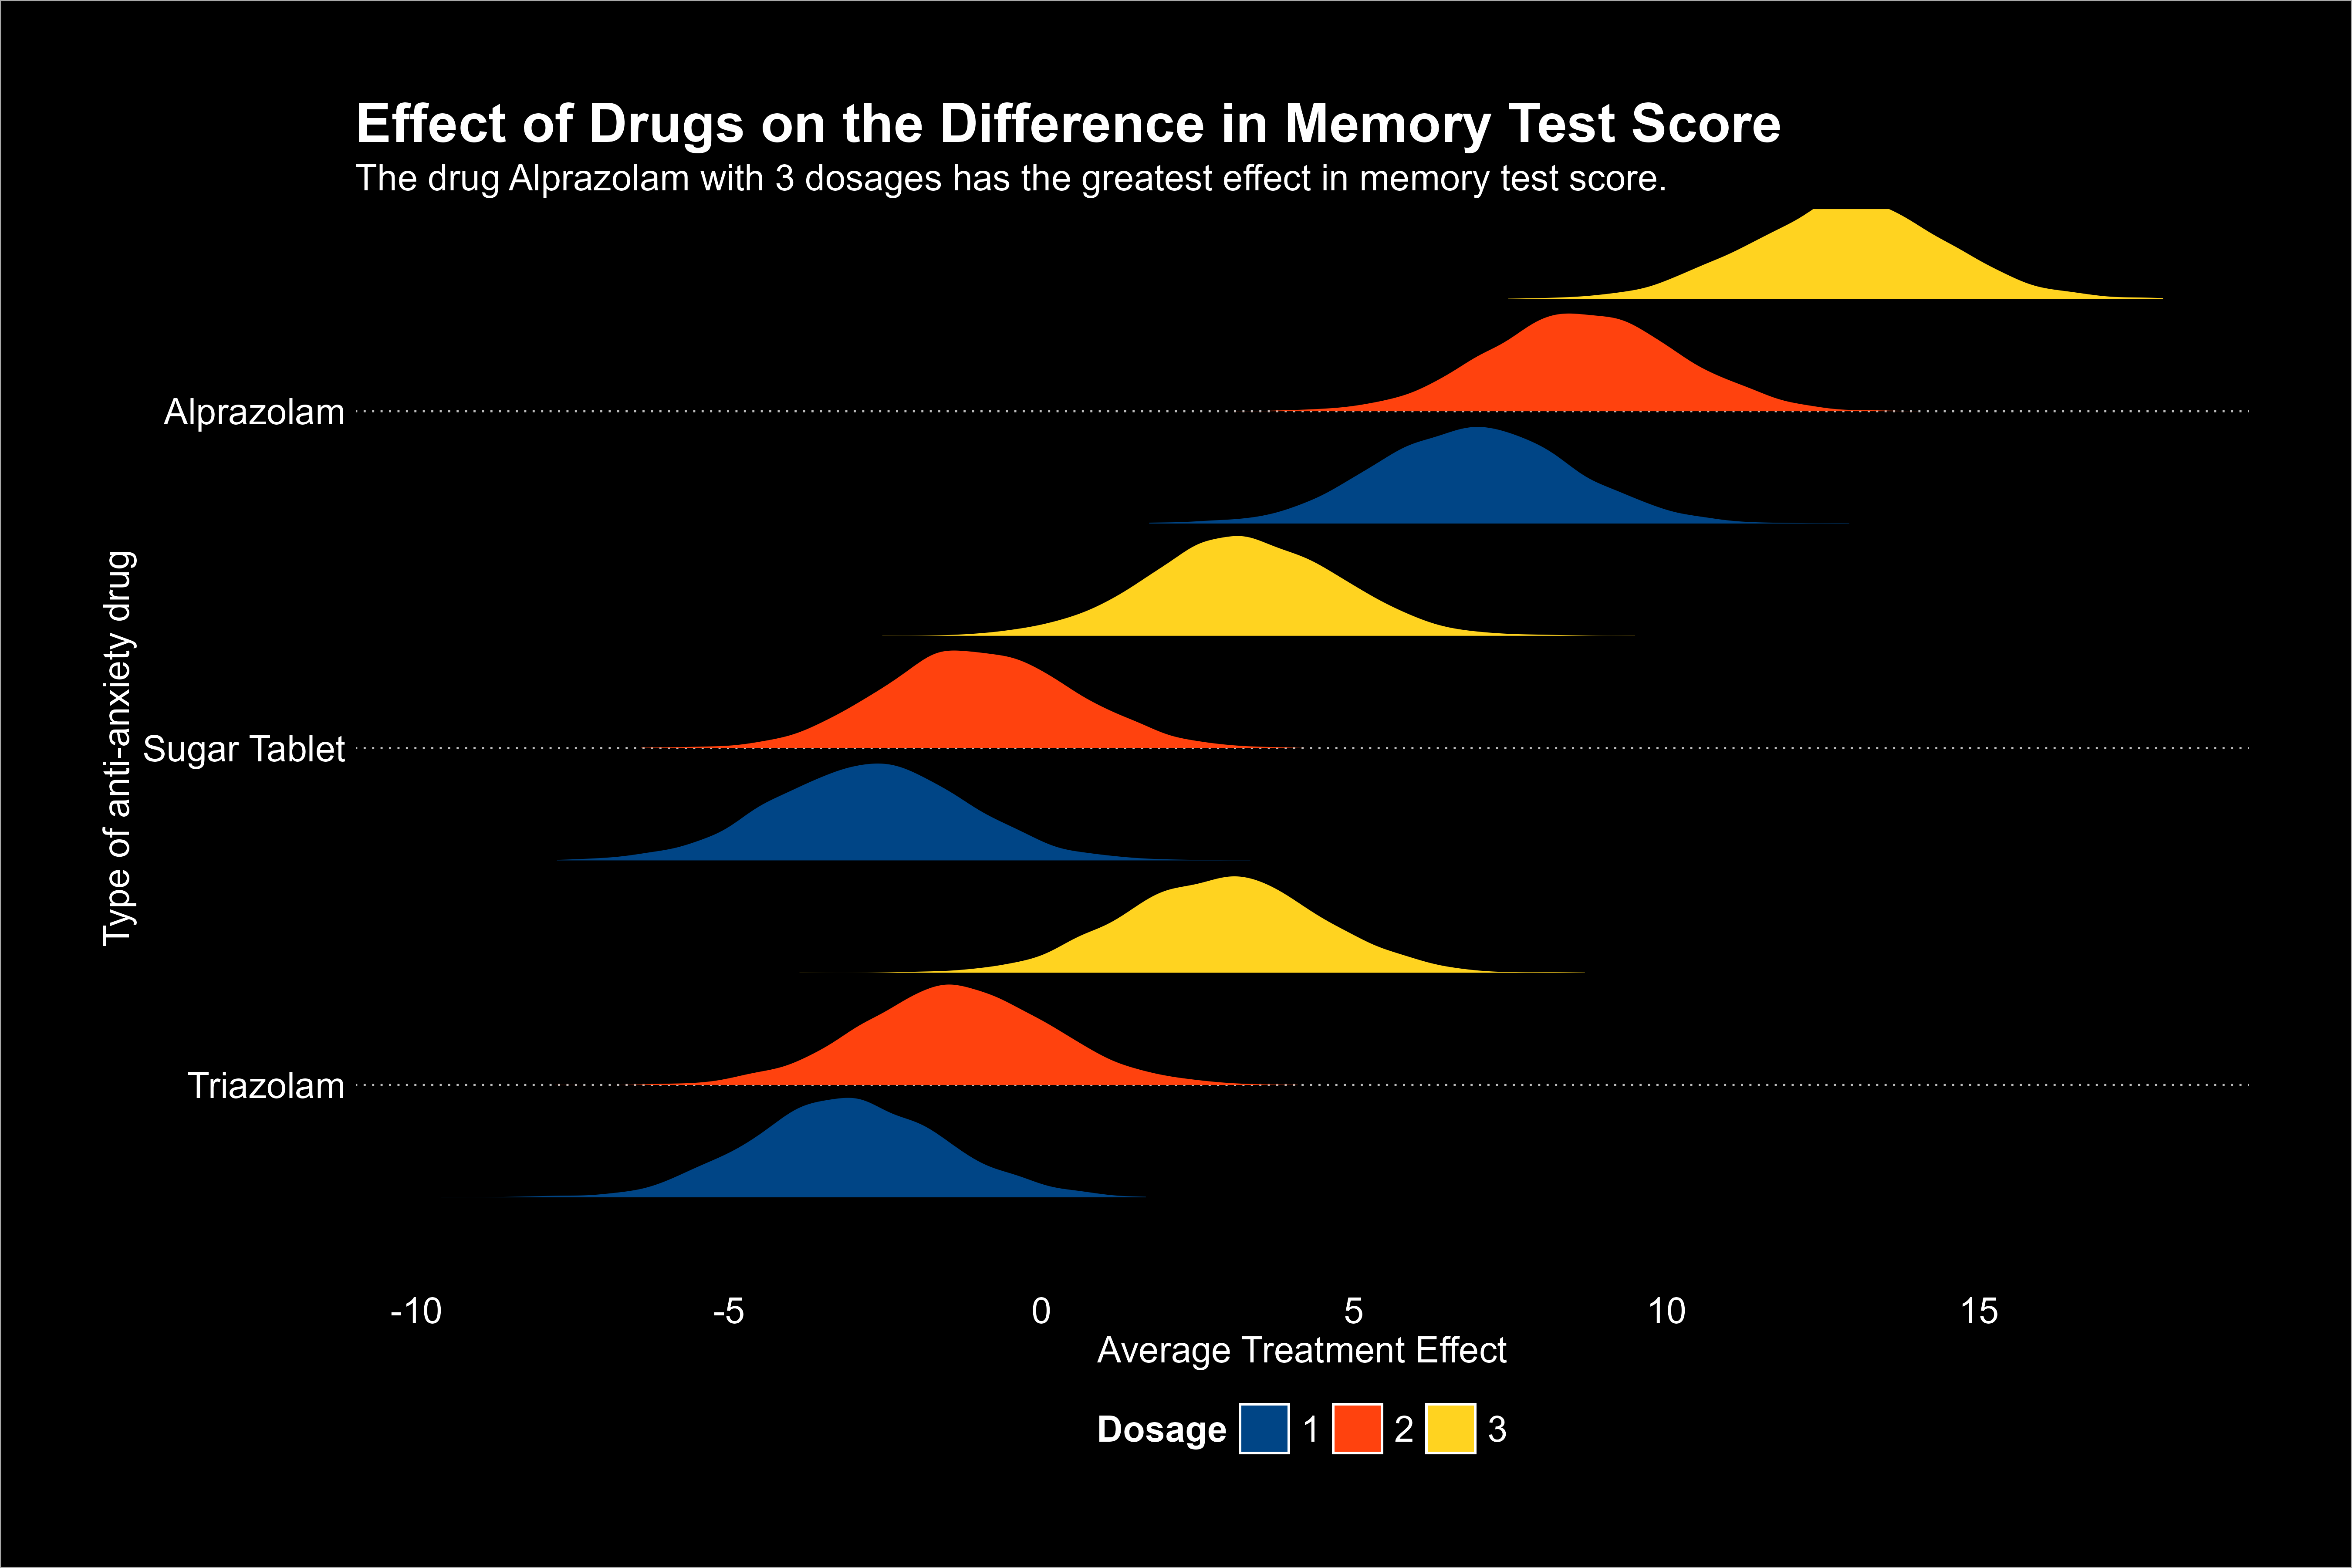 Effect of Drugs on the Difference in Memory Test Score
The drug Alprazolam with 3 dosages has the greatest effect in memory test score.
Type of anti-anxiety drug
Alprazolam
Sugar Tablet
Triazolam
-10 -5 0 5 10 15
Average Treatment Effect
Dosage 1 2 3